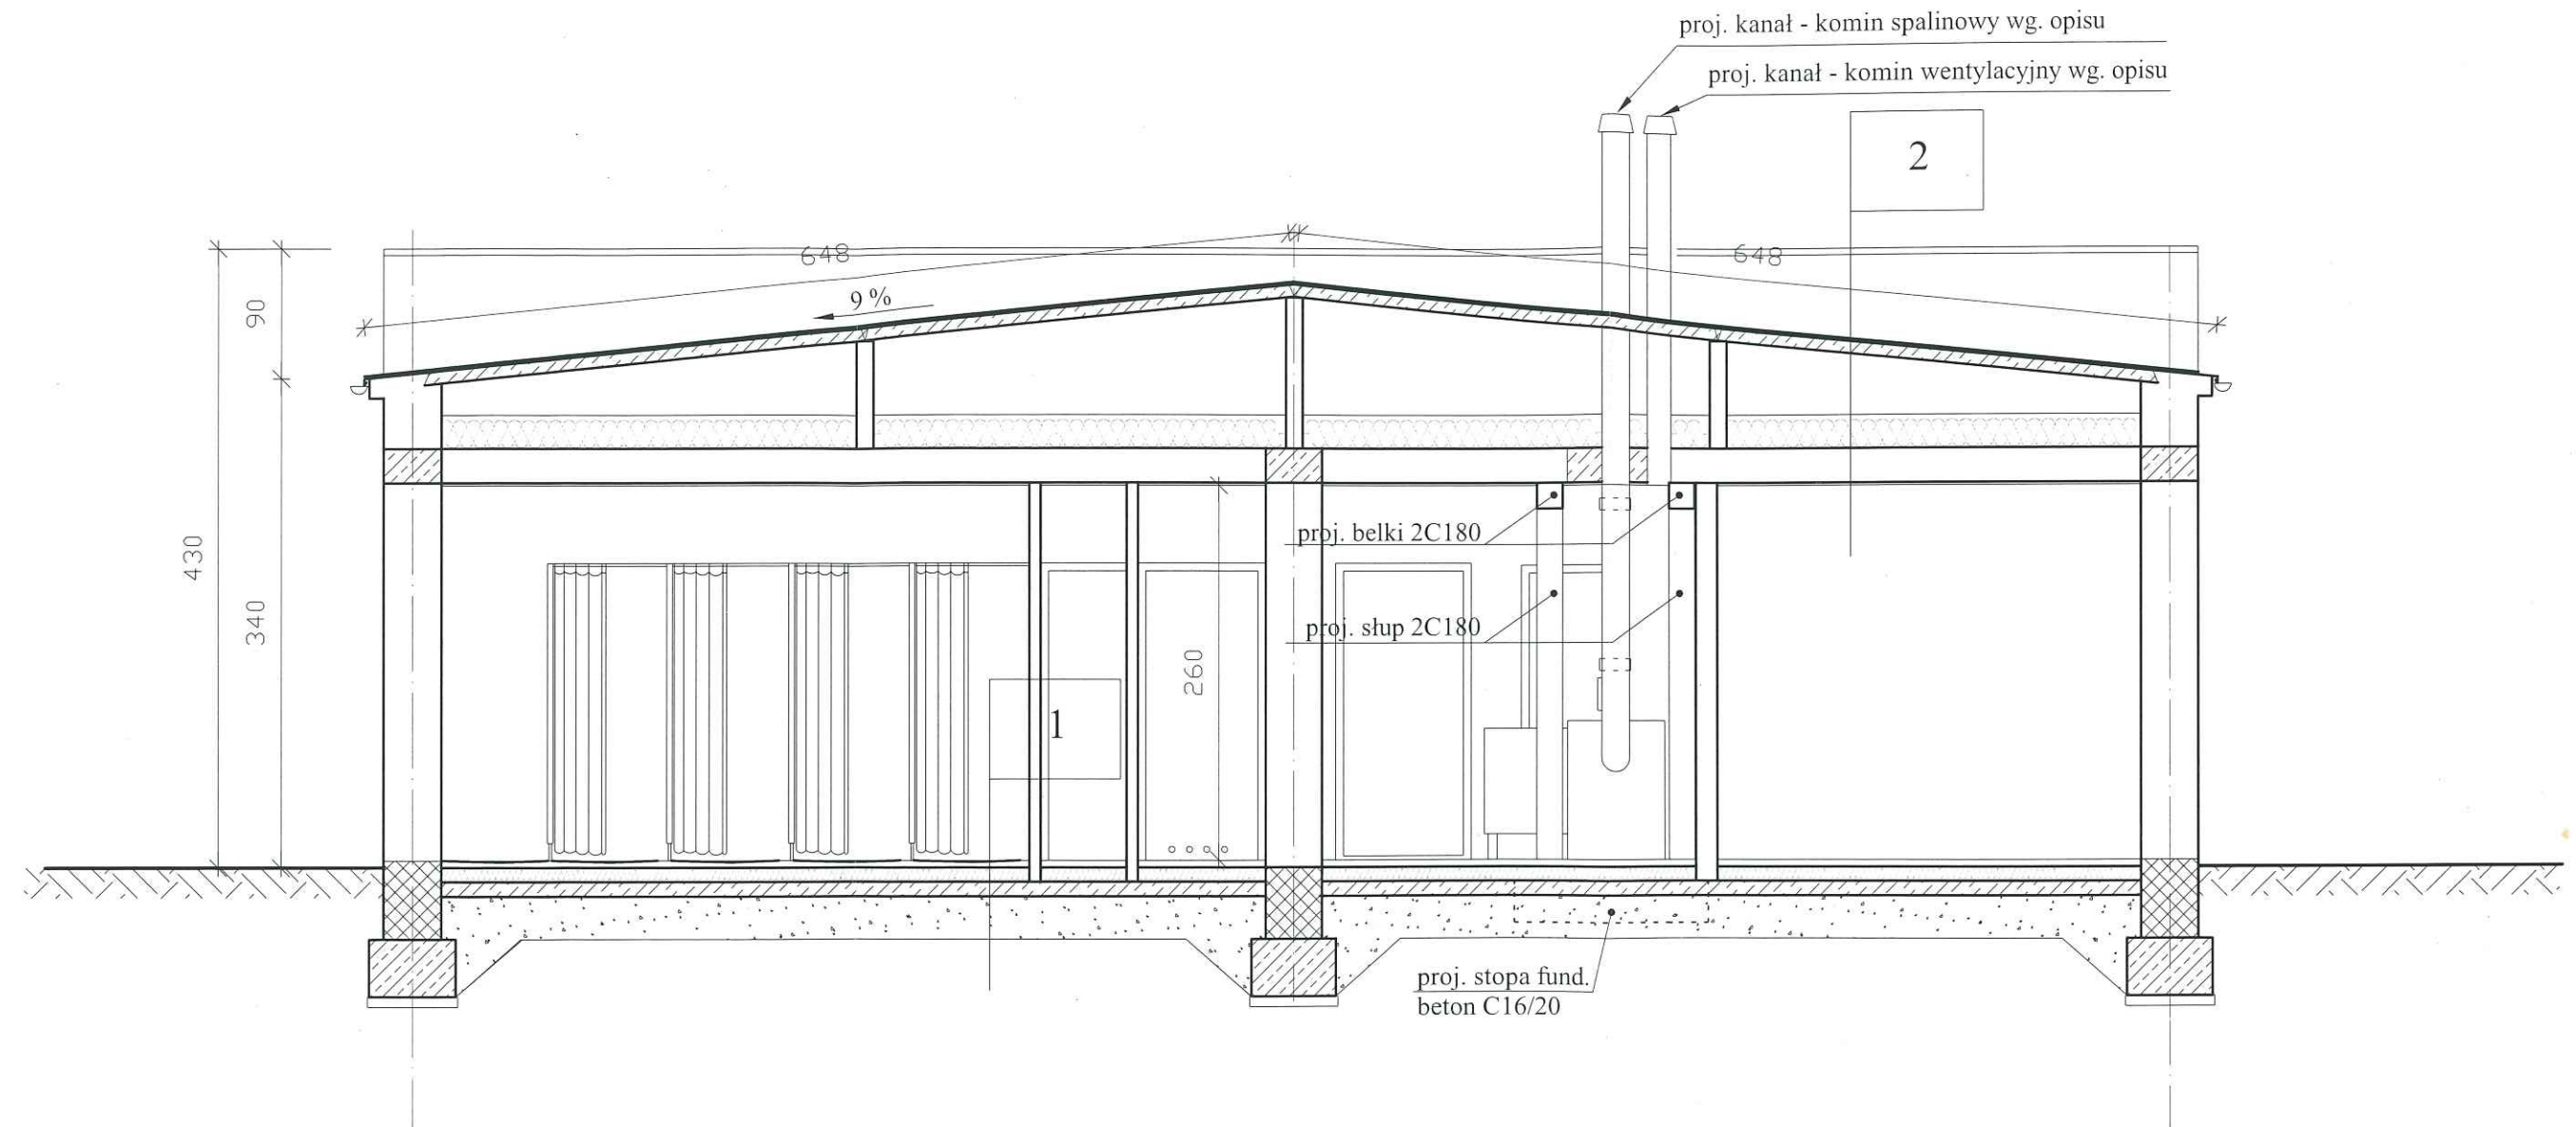 proj. kanał - komin spalinowy wg. opisu
proj. kanał - komin wentylacyjny wg. opisu
2
648
648
9 %
90
430
340
proj. belki 2C180
proj. słup 2C180
260
1
proj. stopa fund.
beton C16/20